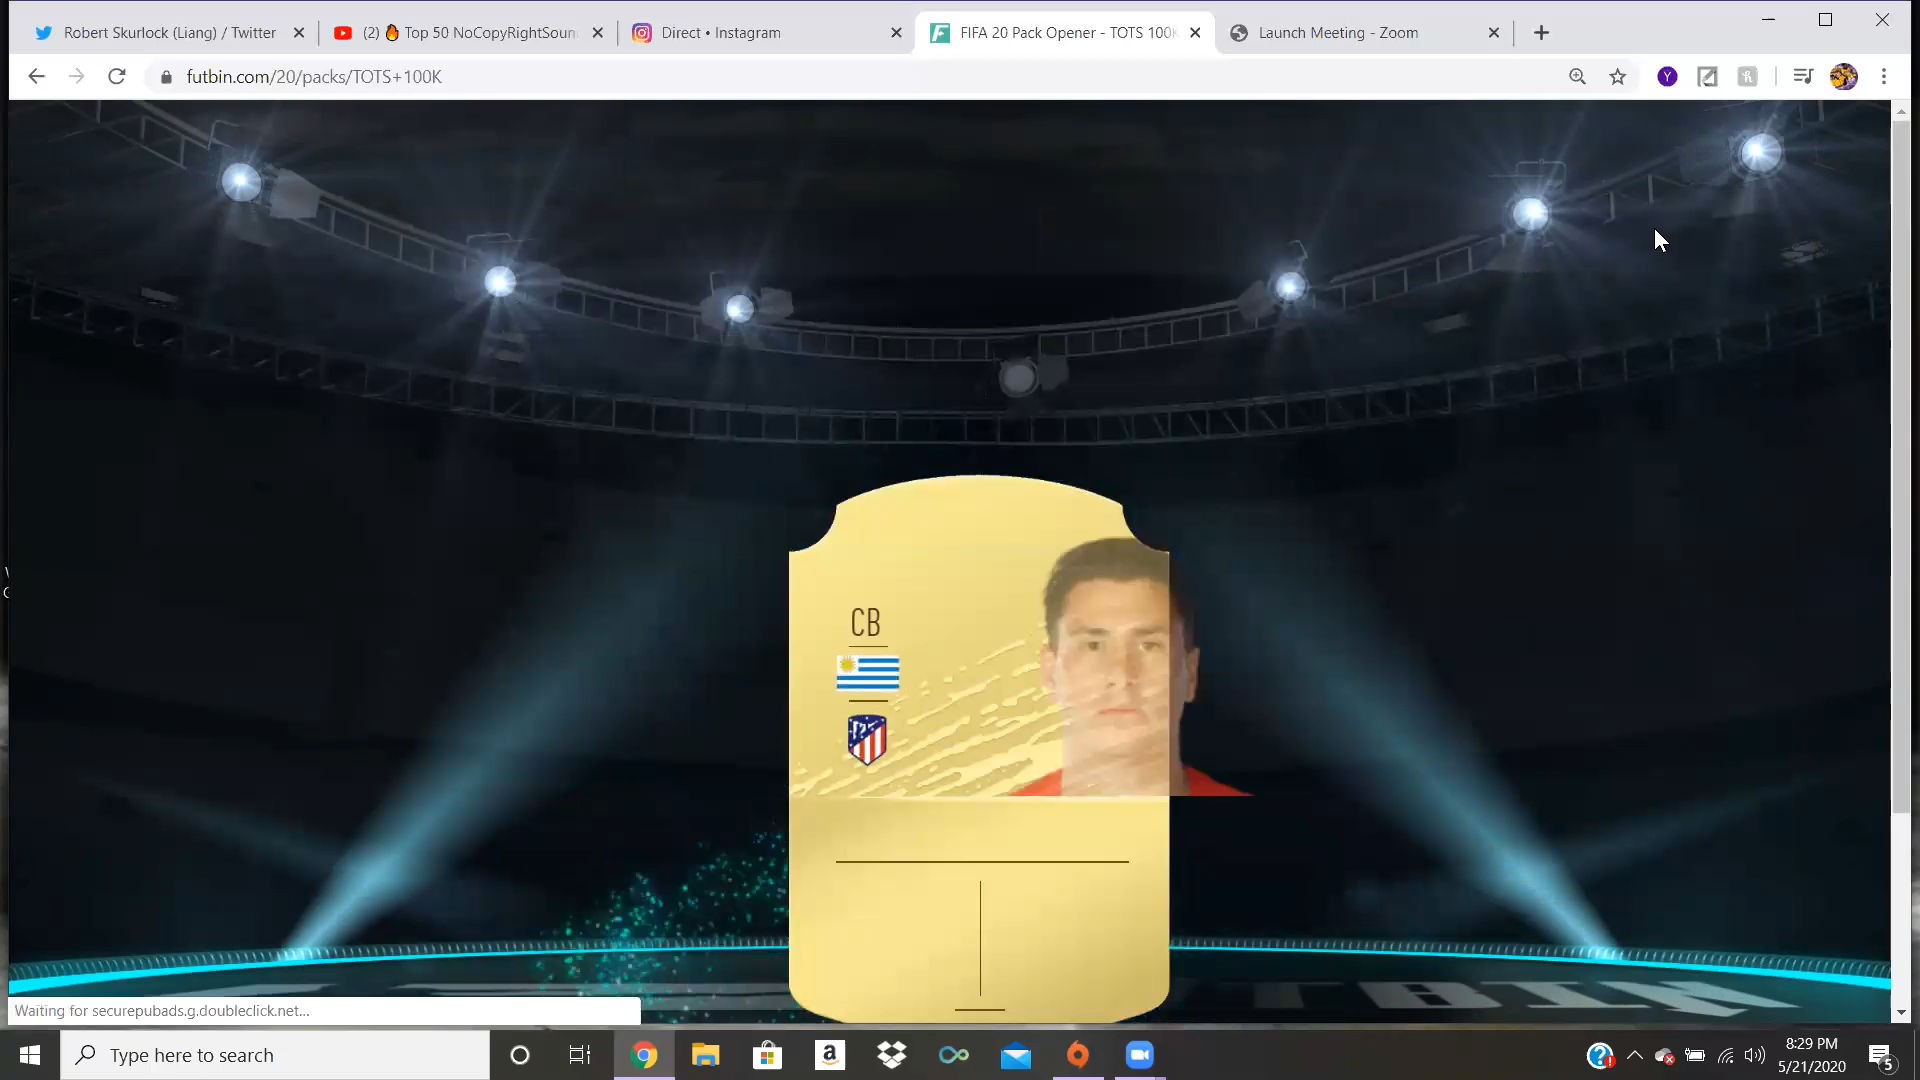 Robert Skurlock (Liang) / Twitter
(2) 🔥 Top 50 NoCopyRightSoun
Direct • Instagram
FIFA 20 Pack Opener - TOTS 100K
Launch Meeting - Zoom
futbin.com/20/packs/TOTS+100K
Y
CB
Waiting for securepubads.g.doubleclick.net...
Type here to search
a
8:29 PM
5/21/2020
5